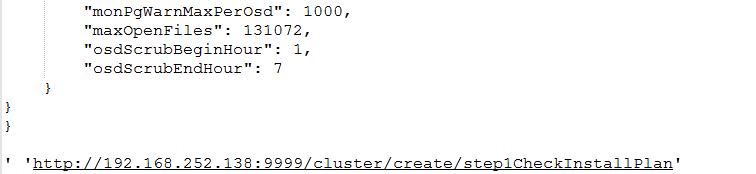 "monPgWarnMaxPerOsd": 1000,
"maxOpenFiles": 131072,
"osdScrubBeginHour": 1,
"osdScrubEndHour": 7
}
}
}
' 'http://192.168.252.138:9999/cluster/create/step1CheckInstallPlan'